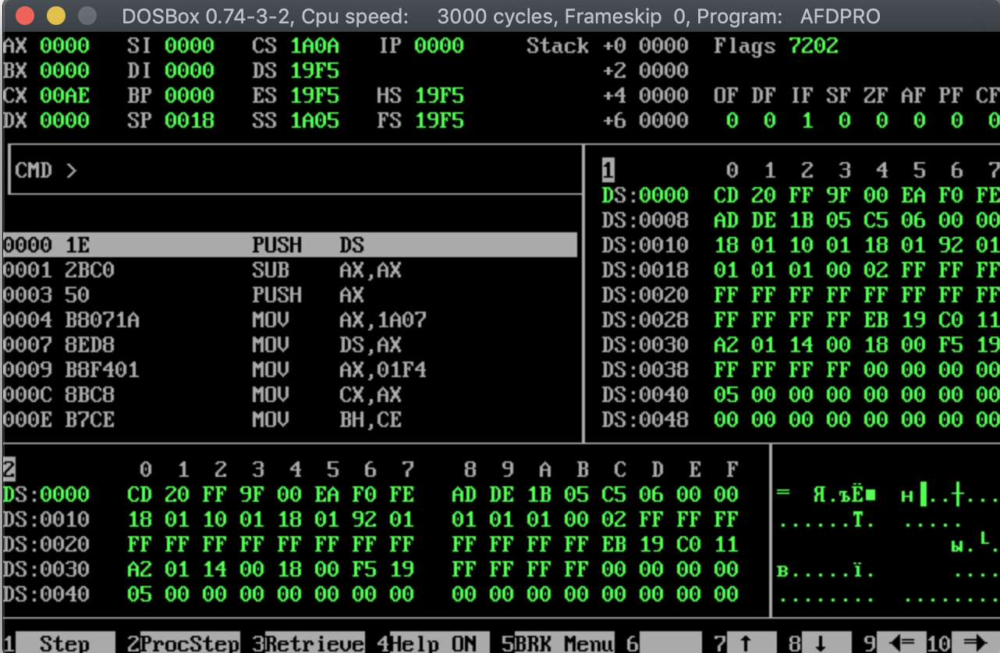 DOSBox 0.74-3-2, Cpu speed: 3000 cycles, Frameskip 0, Program: AFDPRO
AX 0000 SI 0000 CS 1A0A IP 0000 Stack +0 0000 Flags 7202
BX 0000 DI 0000 DS 19F5 +2 0000
CX 00AE BP 0000 ES 19F5 HS 19F5 +4 0000 OF DF IF SF ZF AF PF CF
DX 0000 SP 0018 SS 1A05 FS 19F5 +6 0000 0 0 1 0 0 0 0 0
CMD >
1 0 1 2 3 4 5 6 7
DS:0000 CD 20 FF 9F 00 EA F0 FE
DS:0008 AD DE 1B 05 C5 06 00 00
0000 1E PUSH DS DS:0010 18 01 10 01 18 01 92 01
0001 2BC0 SUB AX,AX DS:0018 01 01 01 00 02 FF FF FF
0003 50 PUSH AX DS:0020 FF FF FF FF FF FF FF FF
0004 B8071A MOV AX,1A07 DS:0028 FF FF FF FF EB 19 C0 11
0007 8ED8 MOV DS,AX DS:0030 A2 01 14 00 18 00 F5 19
0009 B8F401 MOV AX,01F4 DS:0038 FF FF FF FF 00 00 00 00
000C 8BC8 MOV CX,AX DS:0040 05 00 00 00 00 00 00 00
000E B7CE MOV BH,CE DS:0048 00 00 00 00 00 00 00 00
2 0 1 2 3 4 5 6 7 8 9 A B C D E F
DS:0000 CD 20 FF 9F 00 EA F0 FE AD DE 1B 05 C5 06 00 00 = Я.ъЁ■ н▐..┼...
DS:0010 18 01 10 01 18 01 92 01 01 01 01 00 02 FF FF FF ......Т. .....
DS:0020 FF FF FF FF FF FF FF FF FF FF FF FF EB 19 C0 11 ы.└.
DS:0030 A2 01 14 00 18 00 F5 19 FF FF FF FF 00 00 00 00 в.....ї. ....
DS:0040 05 00 00 00 00 00 00 00 00 00 00 00 00 00 00 00 ........ ........
1 Step 2ProcStep 3Retrieve 4Help ON 5BRK Menu 6 7 ↑ 8 ↓ 9 ⇐ 10 ⇒